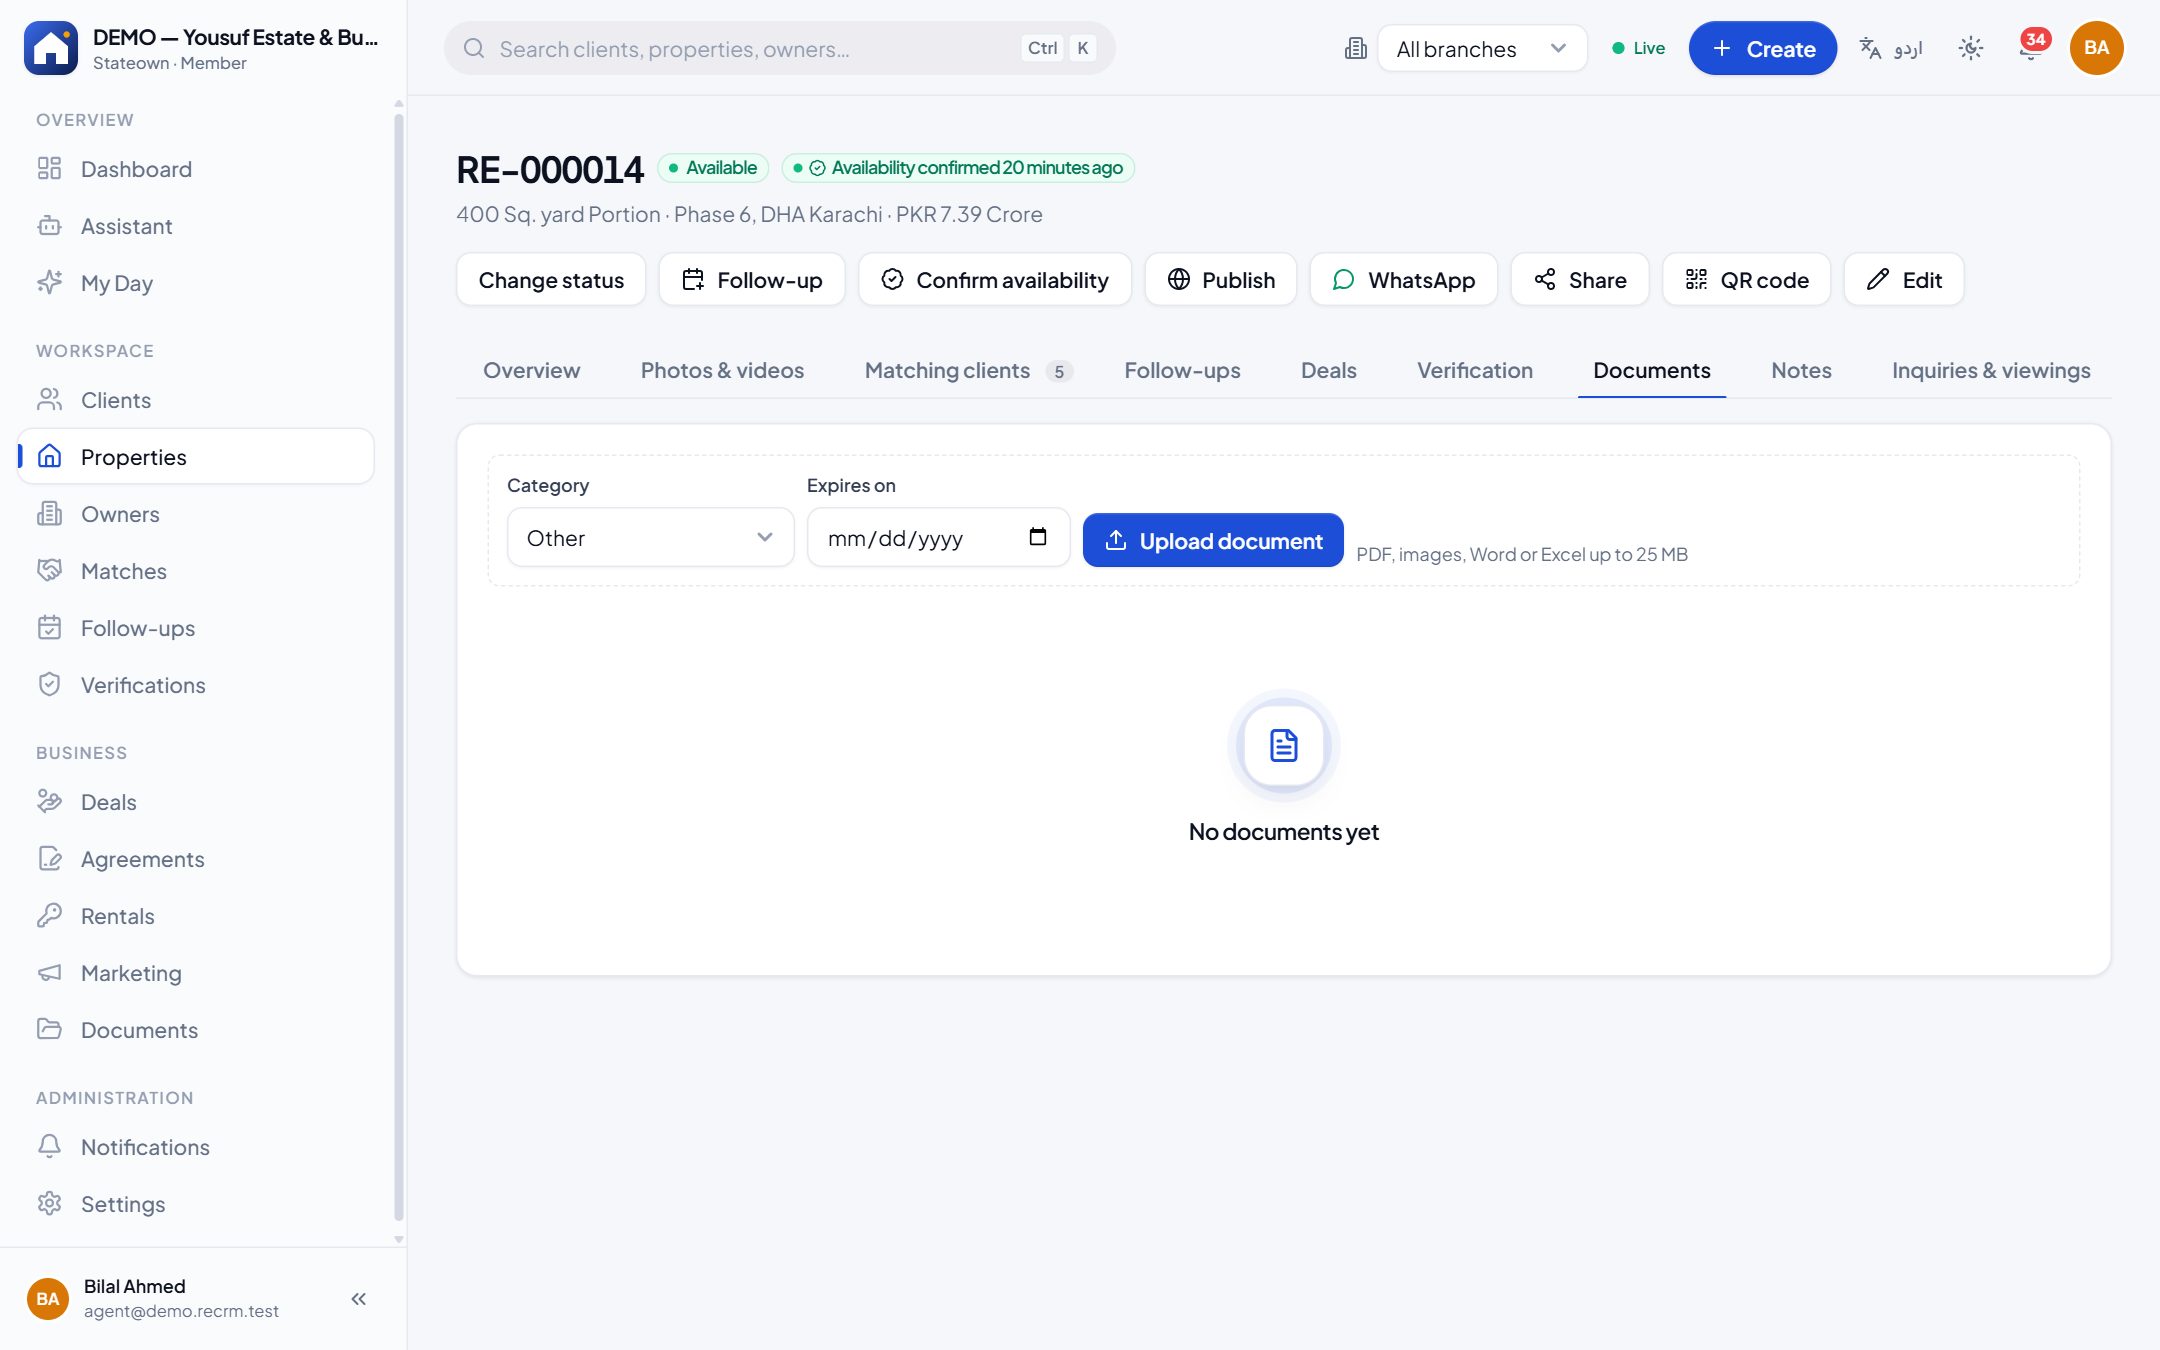 DEMO — Yousuf Estate & Bu...
Stateown · Member
Search clients, properties, owners...
Ctrl K
All branches
Live
Create
اردو
34
BA
OVERVIEW
Dashboard
Assistant
My Day
WORKSPACE
Clients
Properties
Owners
Matches
Follow-ups
Verifications
BUSINESS
Deals
Agreements
Rentals
Marketing
Documents
ADMINISTRATION
Notifications
Settings
BA
Bilal Ahmed
agent@demo.recrm.test
RE-000014
Available
Availability confirmed 20 minutes ago
400 Sq. yard Portion · Phase 6, DHA Karachi · PKR 7.39 Crore
Change status
Follow-up
Confirm availability
Publish
WhatsApp
Share
QR code
Edit
Overview
Photos & videos
Matching clients 5
Follow-ups
Deals
Verification
Documents
Notes
Inquiries & viewings
Category
Expires on
Other
mm/dd/yyyy
Upload document
PDF, images, Word or Excel up to 25 MB
No documents yet